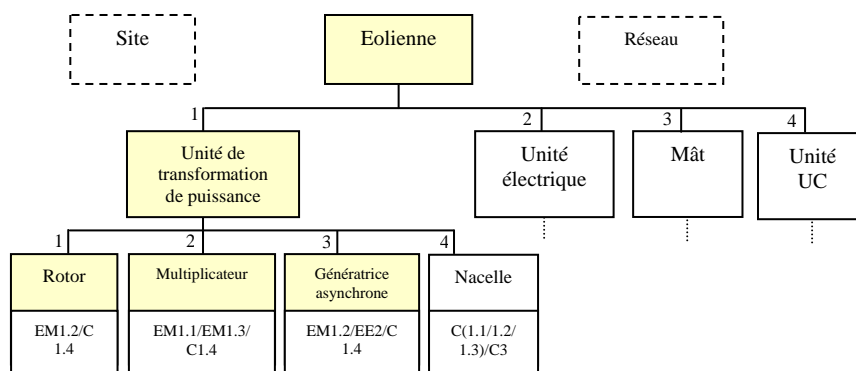 Site
Eolienne
Réseau
1
2
3
4
Unité de
transformation
de puissance
Unité
électrique
Mât
Unité
UC
1
2
3
4
Rotor
Multiplicateur
Génératrice
asynchrone
Nacelle
EM1.2/C
1.4
EM1.1/EM1.3/
C1.4
EM1.2/EE2/C
1.4
C(1.1/1.2/
1.3)/C3